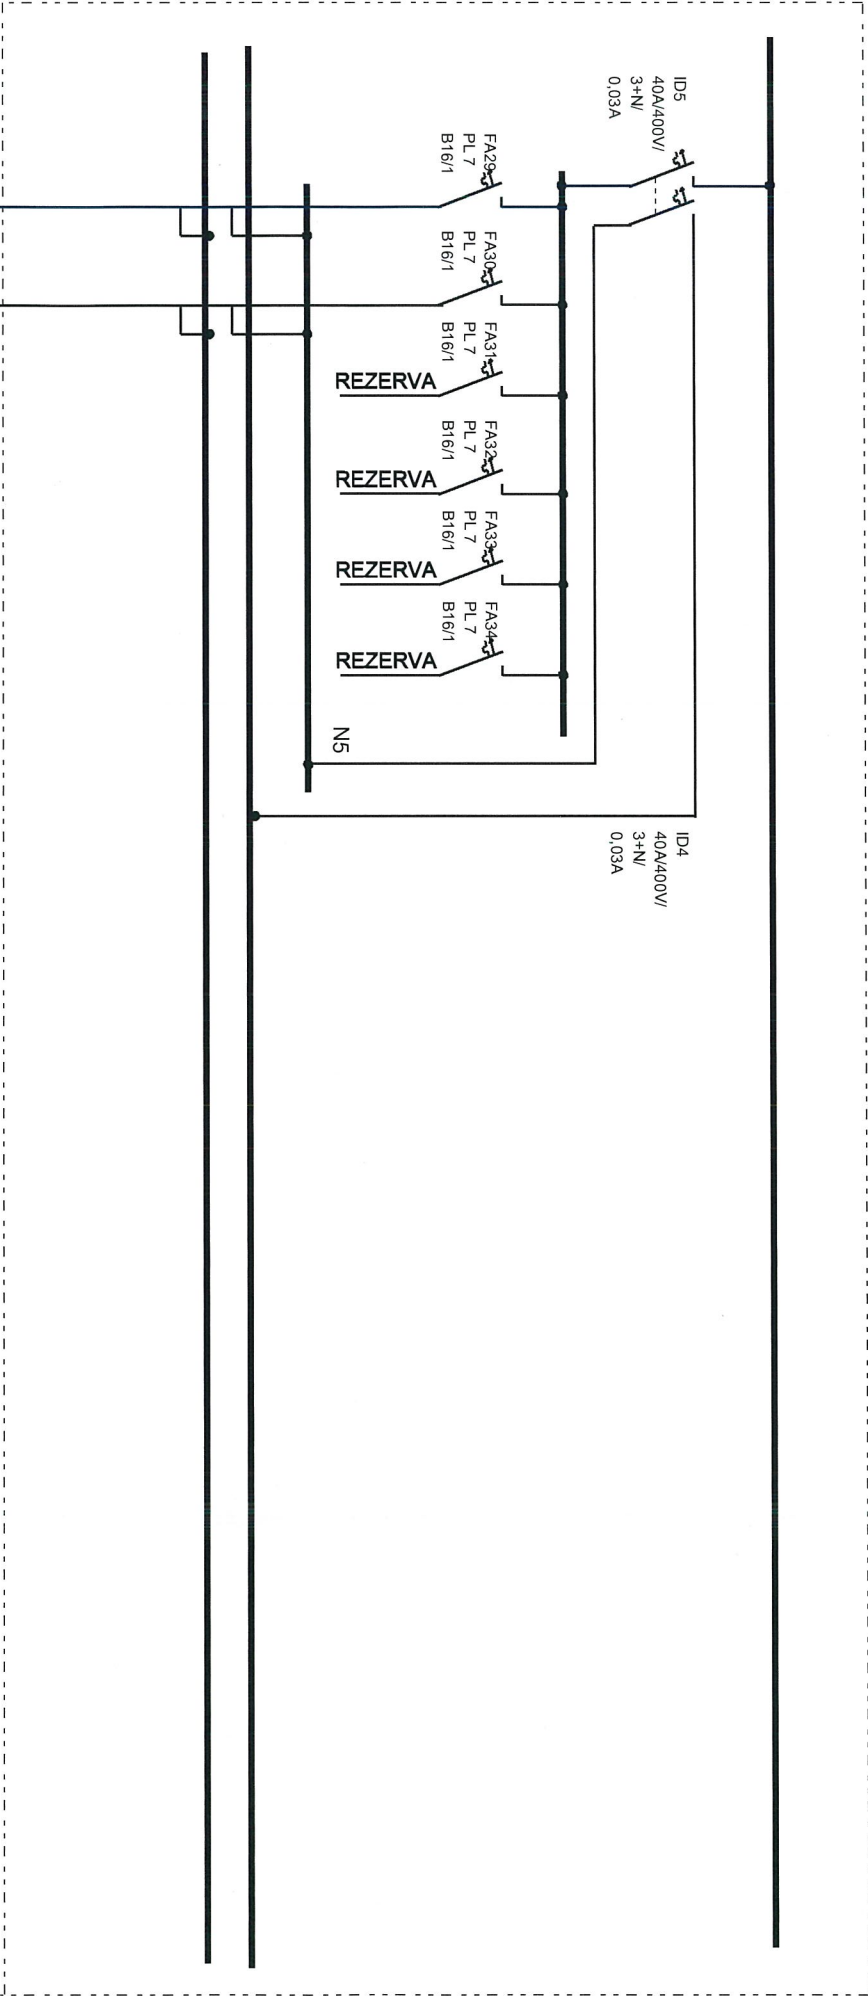 ID5
40A/400V/
3+N/
0,03A
FA29
PL 7
B16/1
FA30
PL 7
B16/1
FA31
PL 7
B16/1
REZERVA
FA32
PL 7
B16/1
REZERVA
FA33
PL 7
B16/1
REZERVA
FA34
PL 7
B16/1
REZERVA
N5
ID4
40A/400V/
3+N/
0,03A